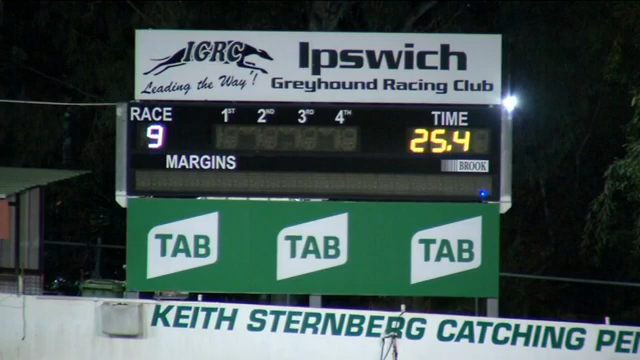 IGRC
Leading the Way!
Ipswich
Greyhound Racing Club
RACE 1ST 2ND 3RD 4TH TIME
9 25.4
MARGINS BROOK
TAB TAB TAB
KEITH STERNBERG CATCHING PE